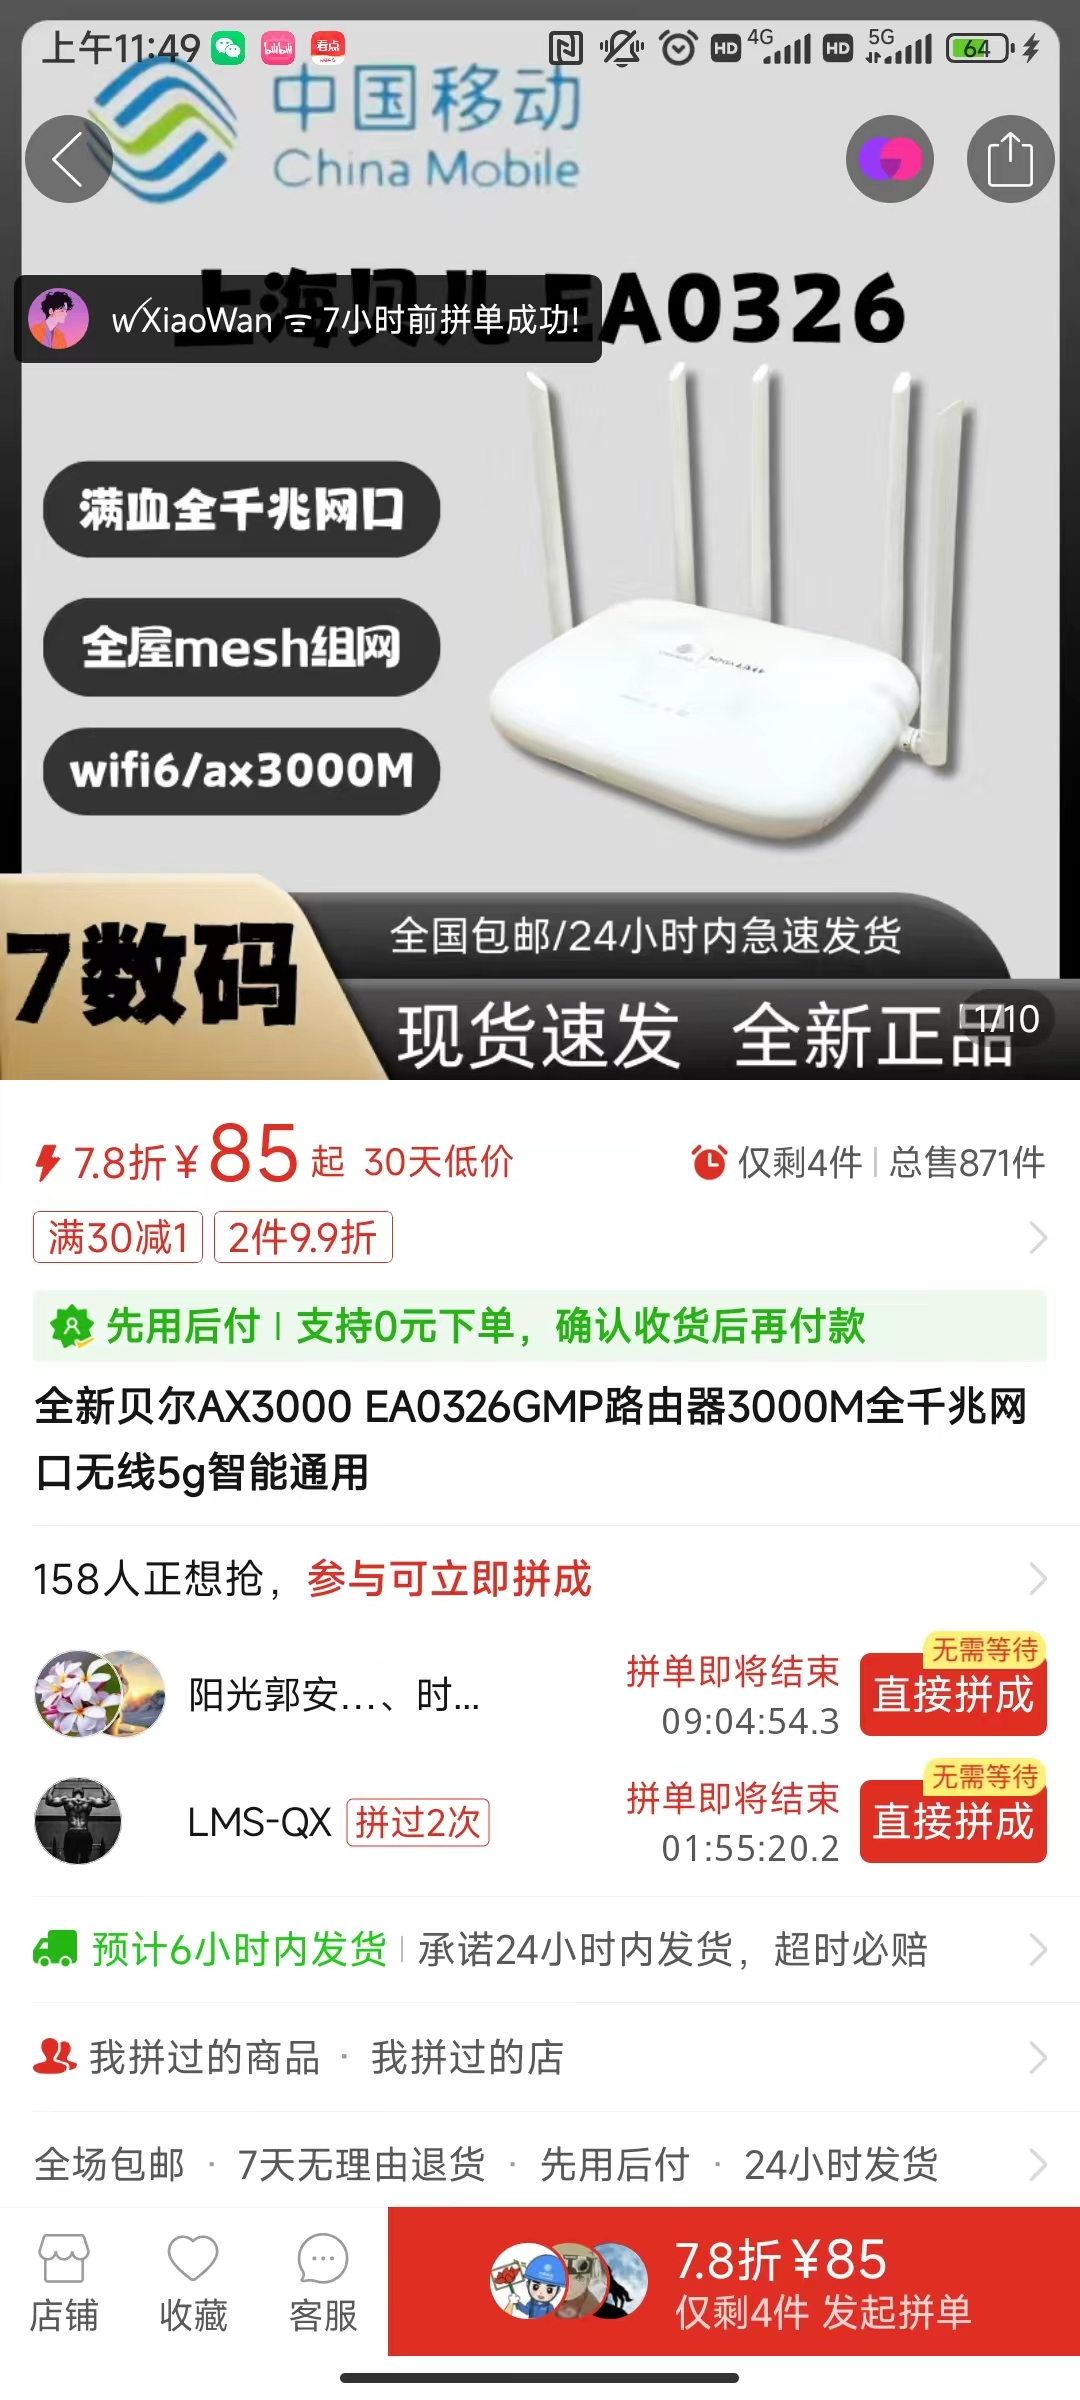 上午11:49
4G
5G
64
中国移动
China Mobile
上海贝儿 EA0326
wXiaoWan 7小时前拼单成功!
满血全千兆网口
全屋mesh组网
wifi6/ax3000M
7数码
全国包邮/24小时内急速发货
现货速发 全新正品
1/10
7.8折¥85起 30天低价
仅剩4件
总售871件
满30减1
2件9.9折
先用后付 | 支持0元下单，确认收货后再付款
全新贝尔AX3000 EA0326GMP路由器3000M全千兆网
口无线5g智能通用
158人正想抢，参与可立即拼成
阳光郭安...、时...
拼单即将结束
09:04:54.3
无需等待
直接拼成
LMS-QX
拼过2次
拼单即将结束
01:55:20.2
无需等待
直接拼成
预计6小时内发货 | 承诺24小时内发货，超时必赔
我拼过的商品 · 我拼过的店
全场包邮 · 7天无理由退货 · 先用后付 · 24小时发货
店铺
收藏
客服
7.8折¥85
仅剩4件 发起拼单